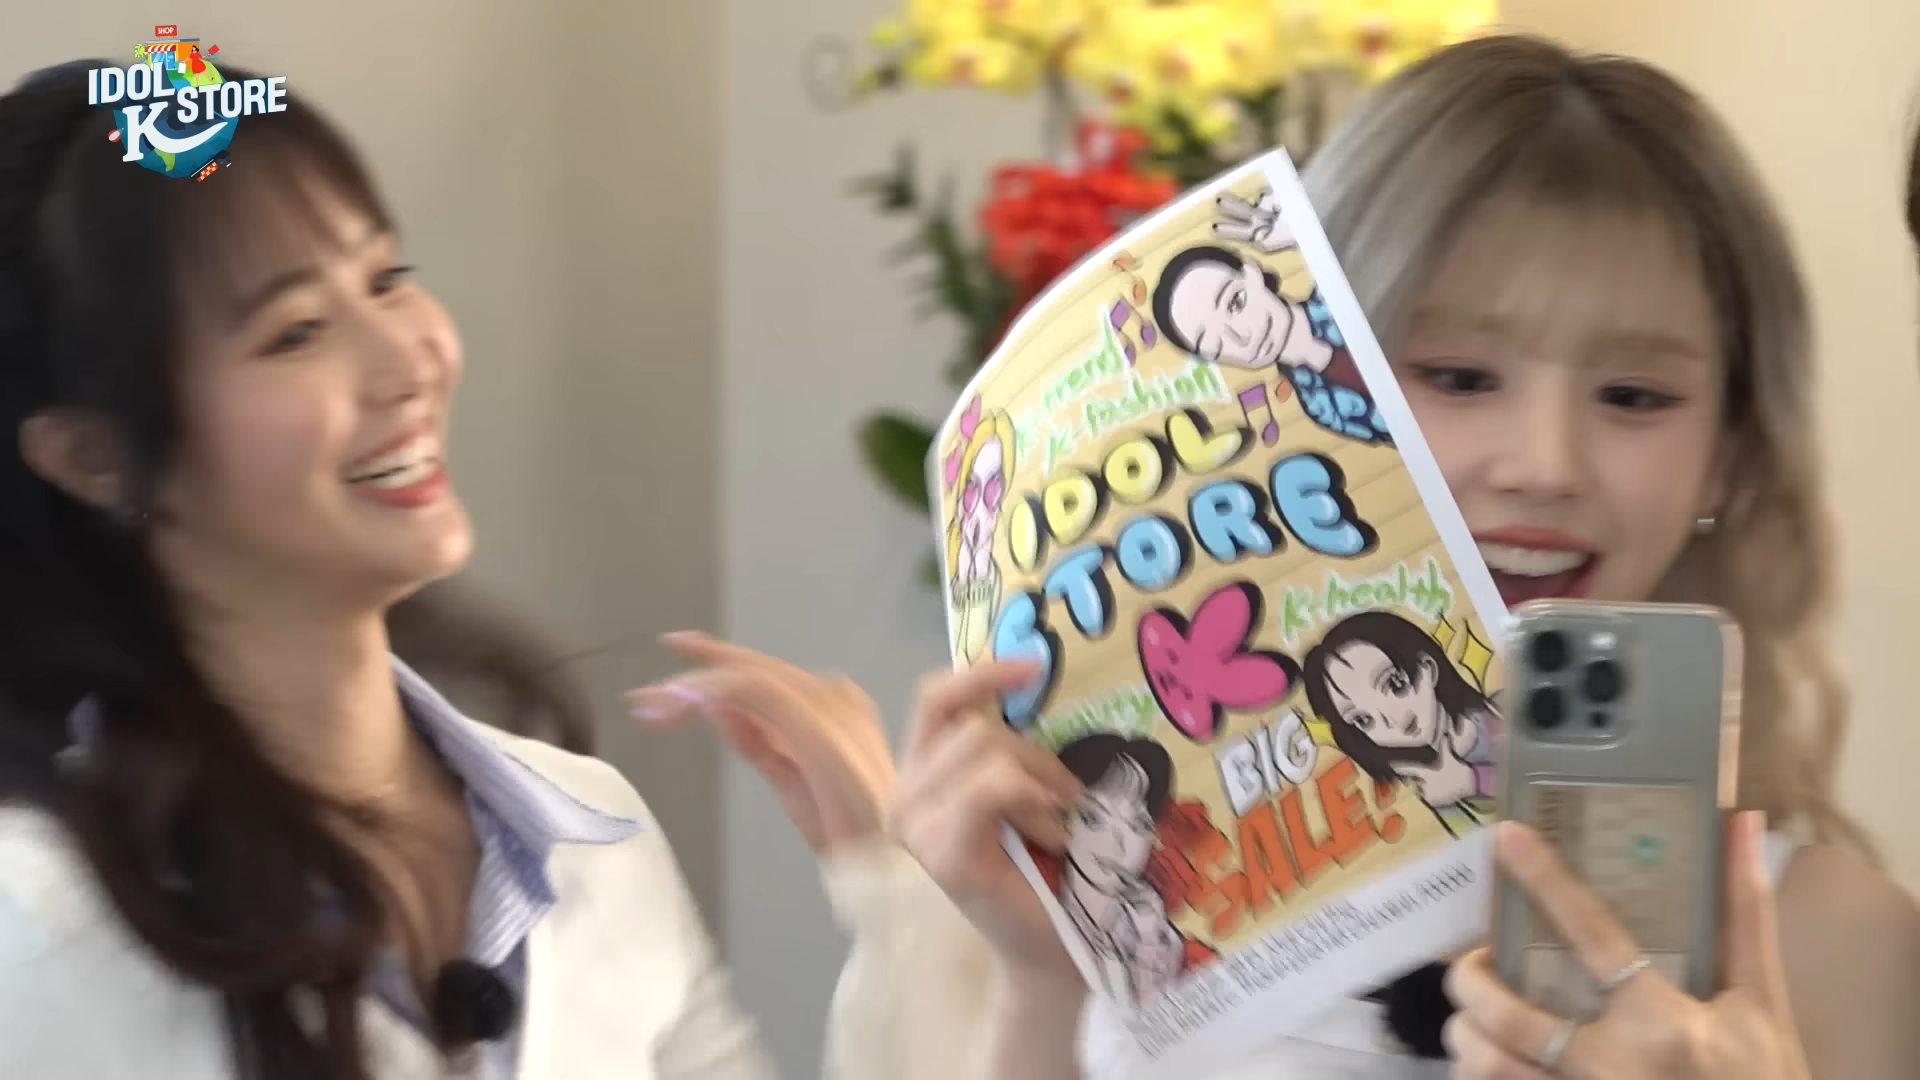 SHOP
IDOL
K STORE
K-trend
K-fashion
IDOL
STORE
K
K-health
BIG
SALE!